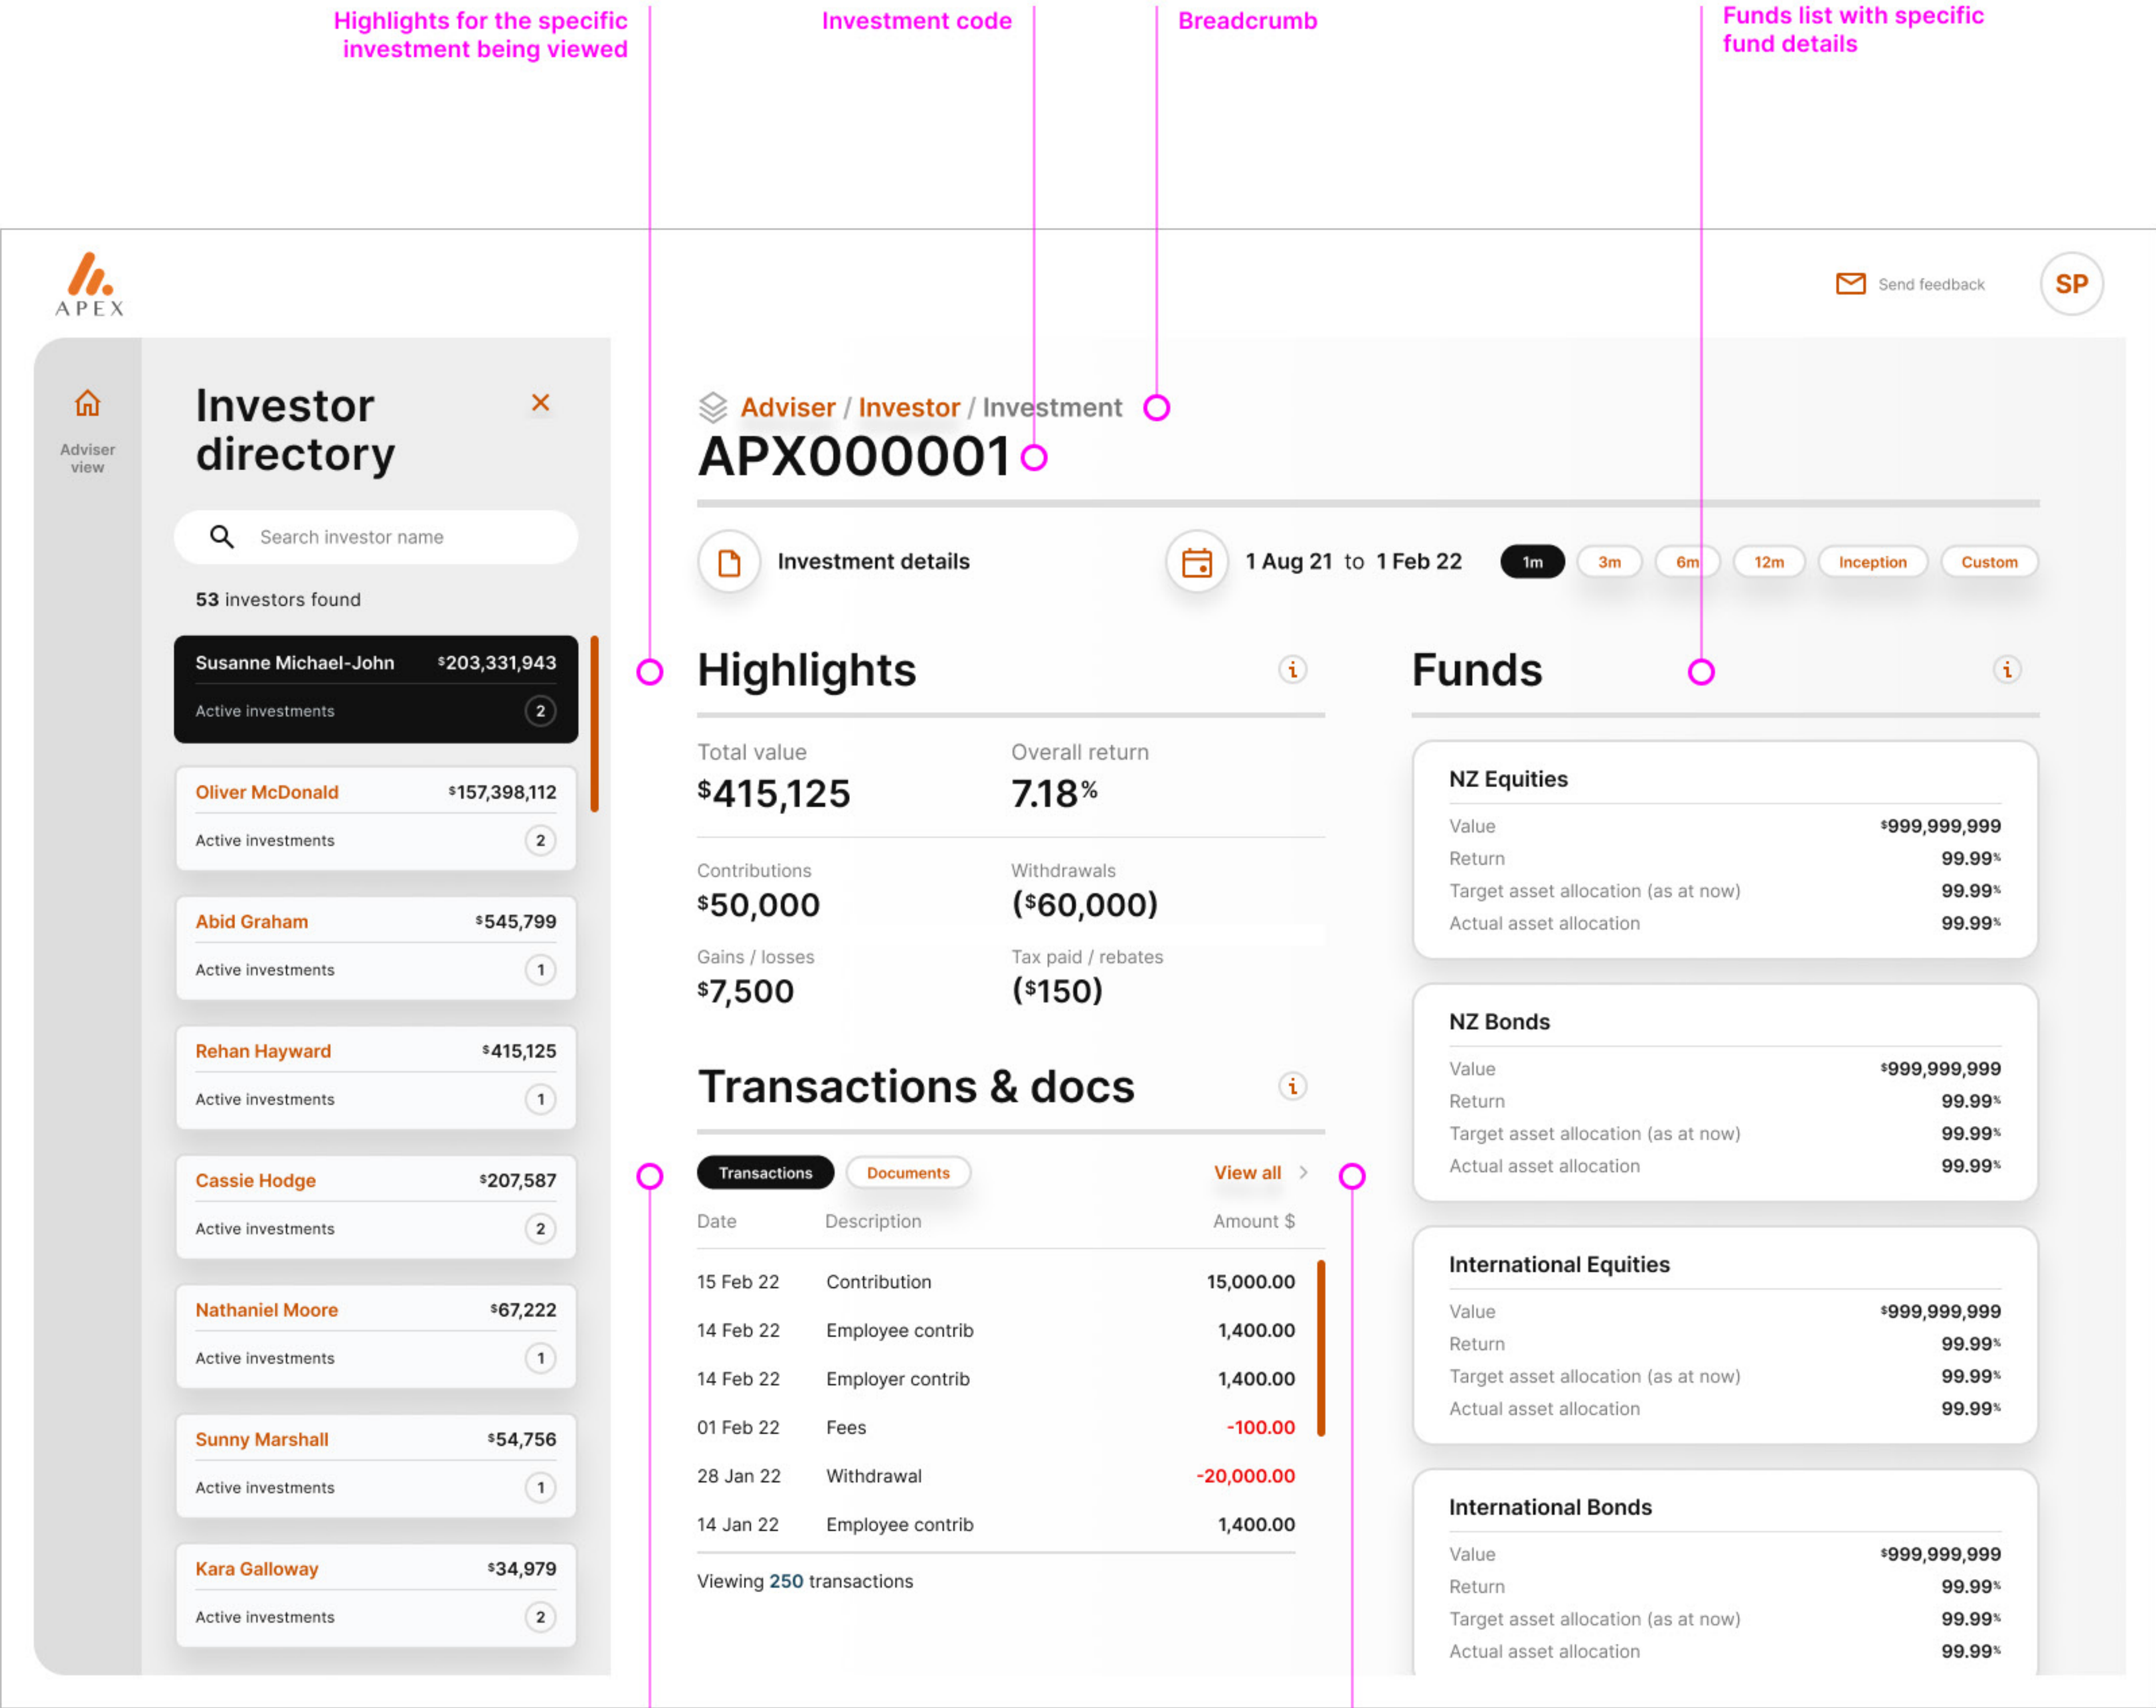 Highlights for the specific
investment being viewed
Investment code
Breadcrumb
Funds list with specific
fund details
APEX
Send feedback
SP
Adviser
view
Investor
directory
Search investor name
53 investors found
Susanne Michael-John $203,331,943
Active investments 2
Oliver McDonald $157,398,112
Active investments 2
Abid Graham $545,799
Active investments 1
Rehan Hayward $415,125
Active investments 1
Cassie Hodge $207,587
Active investments 2
Nathaniel Moore $67,222
Active investments 1
Sunny Marshall $54,756
Active investments 1
Kara Galloway $34,979
Active investments 2
Adviser / Investor / Investment
APX000001
Investment details
1 Aug 21 to 1 Feb 22
1m 3m 6m 12m Inception Custom
Highlights
Total value Overall return
$415,125 7.18%
Contributions Withdrawals
$50,000 ($60,000)
Gains / losses Tax paid / rebates
$7,500 ($150)
Transactions & docs
Transactions Documents View all
Date Description Amount $
15 Feb 22 Contribution 15,000.00
14 Feb 22 Employee contrib 1,400.00
14 Feb 22 Employer contrib 1,400.00
01 Feb 22 Fees -100.00
28 Jan 22 Withdrawal -20,000.00
14 Jan 22 Employee contrib 1,400.00
Viewing 250 transactions
Funds
NZ Equities
Value $999,999,999
Return 99.99%
Target asset allocation (as at now) 99.99%
Actual asset allocation 99.99%
NZ Bonds
Value $999,999,999
Return 99.99%
Target asset allocation (as at now) 99.99%
Actual asset allocation 99.99%
International Equities
Value $999,999,999
Return 99.99%
Target asset allocation (as at now) 99.99%
Actual asset allocation 99.99%
International Bonds
Value $999,999,999
Return 99.99%
Target asset allocation (as at now) 99.99%
Actual asset allocation 99.99%